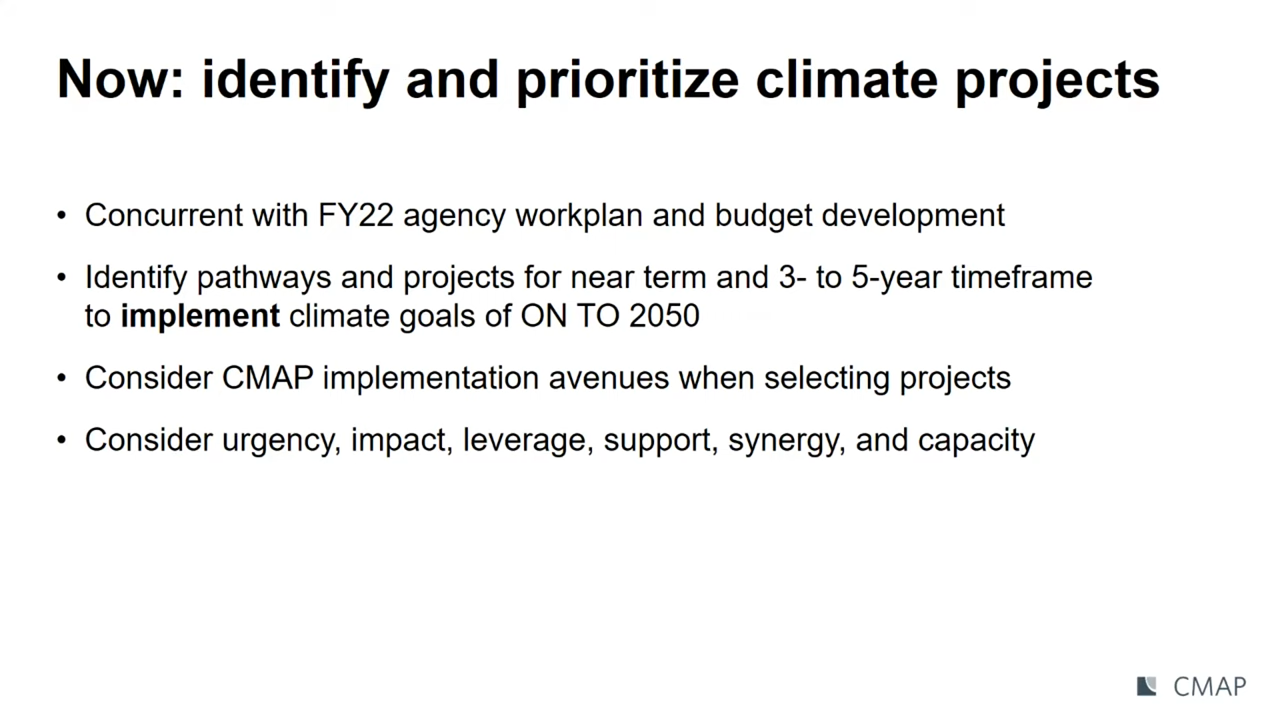 Now: identify and prioritize climate projects
• Concurrent with FY22 agency workplan and budget development
• Identify pathways and projects for near term and 3- to 5-year timeframe
to implement climate goals of ON TO 2050
• Consider CMAP implementation avenues when selecting projects
• Consider urgency, impact, leverage, support, synergy, and capacity
CMAP